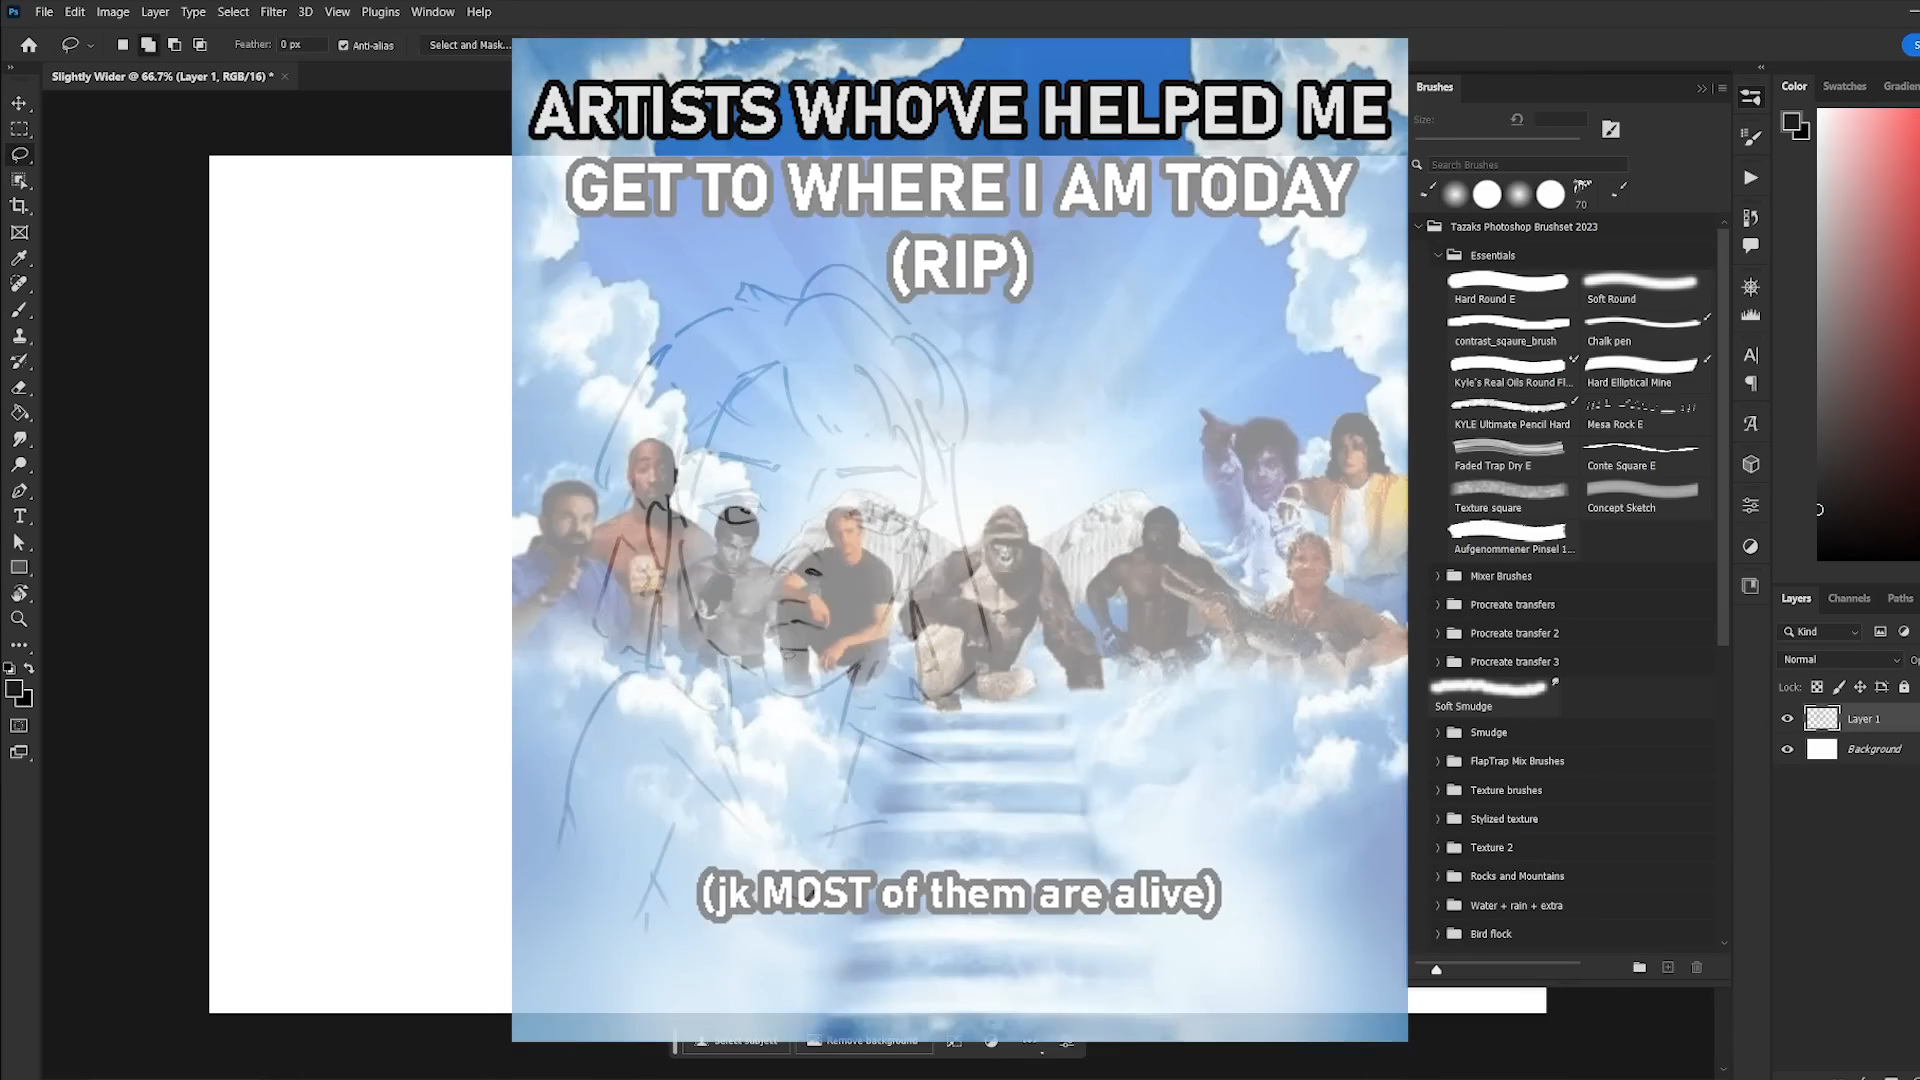 Ps File Edit Image Layer Type Select Filter 3D View Plugins Window Help
Feather: 0 px Anti-alias Select and Mask...
Slightly Wider @ 66.7% (Layer 1, RGB/16) *
ARTISTS WHO'VE HELPED ME
GET TO WHERE I AM TODAY
(RIP)
(jk MOST of them are alive)
Select subject Remove background
Brushes
Size:
Search Brushes
70
Tazaks Photoshop Brushset 2023
Essentials
Hard Round E Soft Round
contrast_sqaure_brush Chalk pen
Kyle's Real Oils Round Fl... Hard Elliptical Mine
KYLE Ultimate Pencil Hard Mesa Rock E
Faded Trap Dry E Conte Square E
Texture square Concept Sketch
Aufgenommener Pinsel 1...
Mixer Brushes
Procreate transfers
Procreate transfer 2
Procreate transfer 3
Soft Smudge
Smudge
FlapTrap Mix Brushes
Texture brushes
Stylized texture
Texture 2
Rocks and Mountains
Water + rain + extra
Bird flock
Color Swatches Gradien
Layers Channels Paths
Kind
Normal Op
Lock:
Layer 1
Background